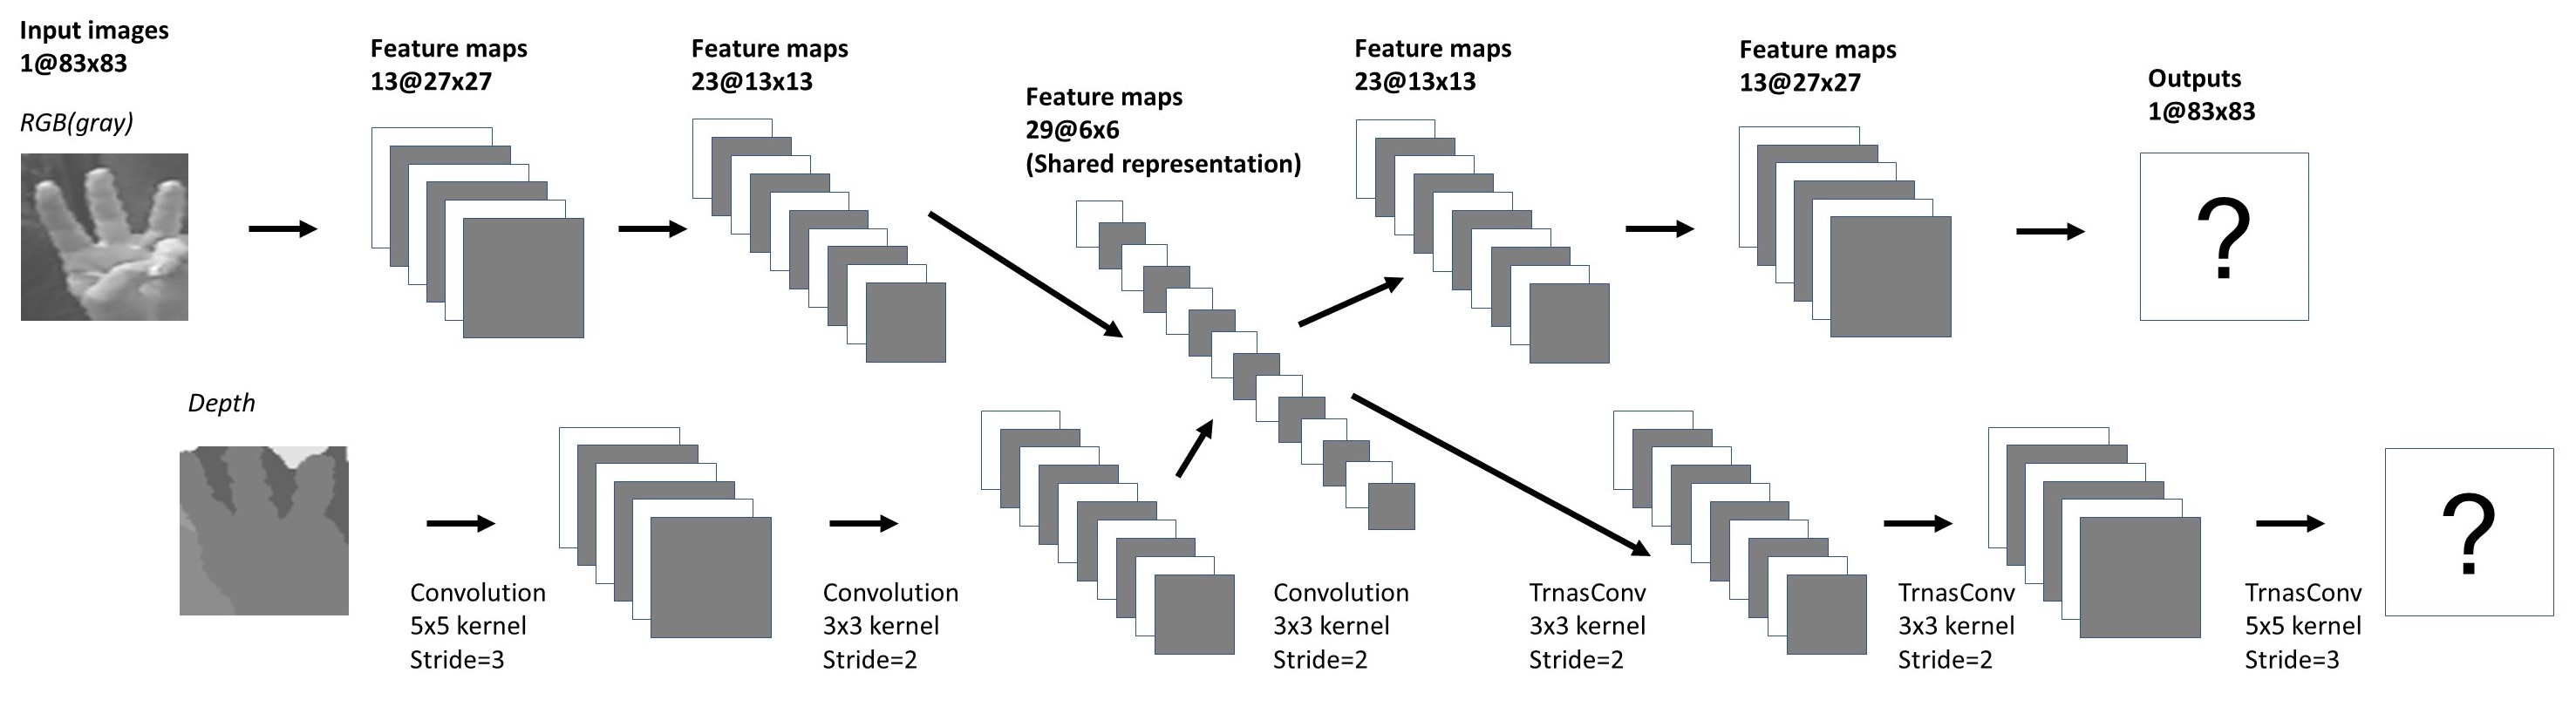 Input images
1@83x83
RGB(gray)
Feature maps
13@27x27
Feature maps
23@13x13
Feature maps
29@6x6
(Shared representation)
Feature maps
23@13x13
Feature maps
13@27x27
Outputs
1@83x83
?
Depth
Convolution
5x5 kernel
Stride=3
Convolution
3x3 kernel
Stride=2
Convolution
3x3 kernel
Stride=2
TrnasConv
3x3 kernel
Stride=2
TrnasConv
3x3 kernel
Stride=2
TrnasConv
5x5 kernel
Stride=3
?